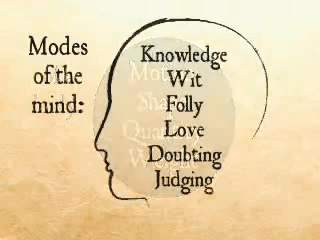 Modes
of the
mind:
Knowledge
Wit
Folly
Love
Doubting
Judging